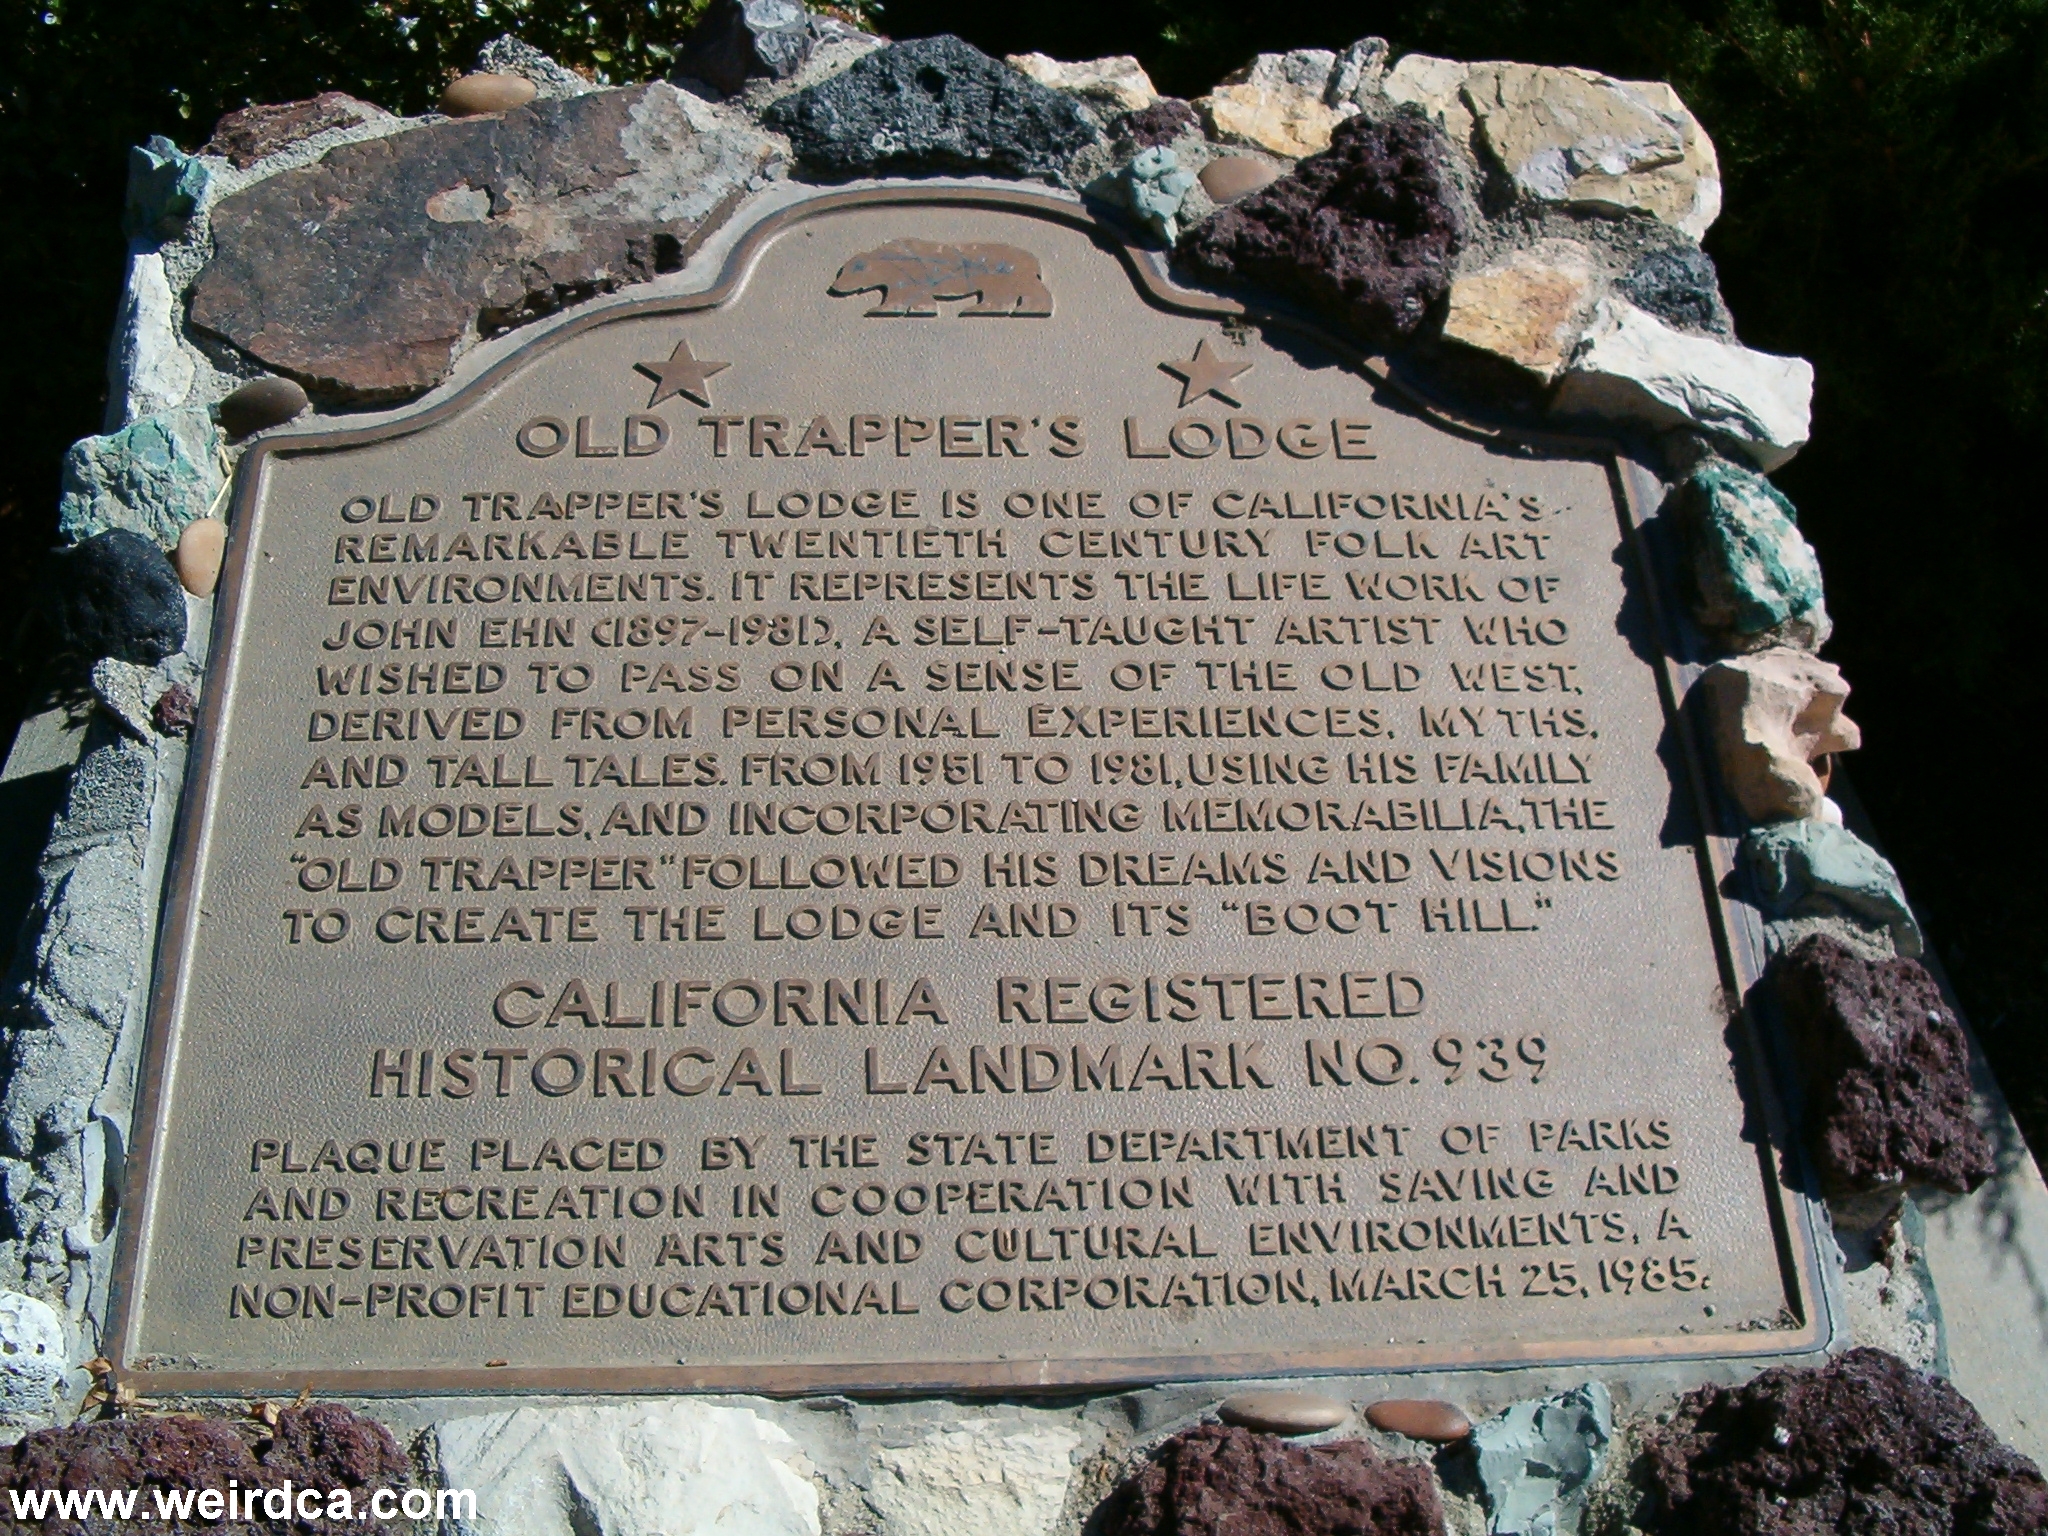 OLD TRAPPER'S LODGE
OLD TRAPPER'S LODGE IS ONE OF CALIFORNIA'S
REMARKABLE TWENTIETH CENTURY FOLK ART
ENVIRONMENTS. IT REPRESENTS THE LIFE WORK OF
JOHN EHN (1897-1981), A SELF-TAUGHT ARTIST WHO
WISHED TO PASS ON A SENSE OF THE OLD WEST,
DERIVED FROM PERSONAL EXPERIENCES, MYTHS,
AND TALL TALES. FROM 1951 TO 1981, USING HIS FAMILY
AS MODELS, AND INCORPORATING MEMORABILIA, THE
"OLD TRAPPER" FOLLOWED HIS DREAMS AND VISIONS
TO CREATE THE LODGE AND ITS "BOOT HILL."
CALIFORNIA REGISTERED
HISTORICAL LANDMARK NO. 939
PLAQUE PLACED BY THE STATE DEPARTMENT OF PARKS
AND RECREATION IN COOPERATION WITH SAVING AND
PRESERVATION ARTS AND CULTURAL ENVIRONMENTS, A
NON-PROFIT EDUCATIONAL CORPORATION, MARCH 25, 1985.
www.weirdca.com